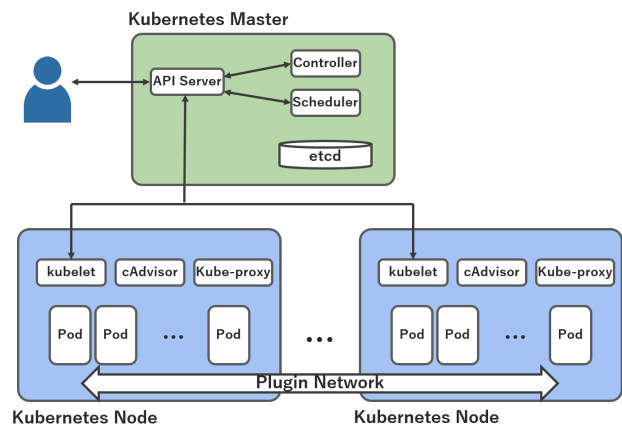 Kubernetes Master
API Server
Controller
Scheduler
etcd
kubelet
cAdvisor
Kube-proxy
Pod
Pod
...
Pod
...
kubelet
cAdvisor
Kube-proxy
Pod
Pod
...
Pod
Plugin Network
Kubernetes Node
Kubernetes Node